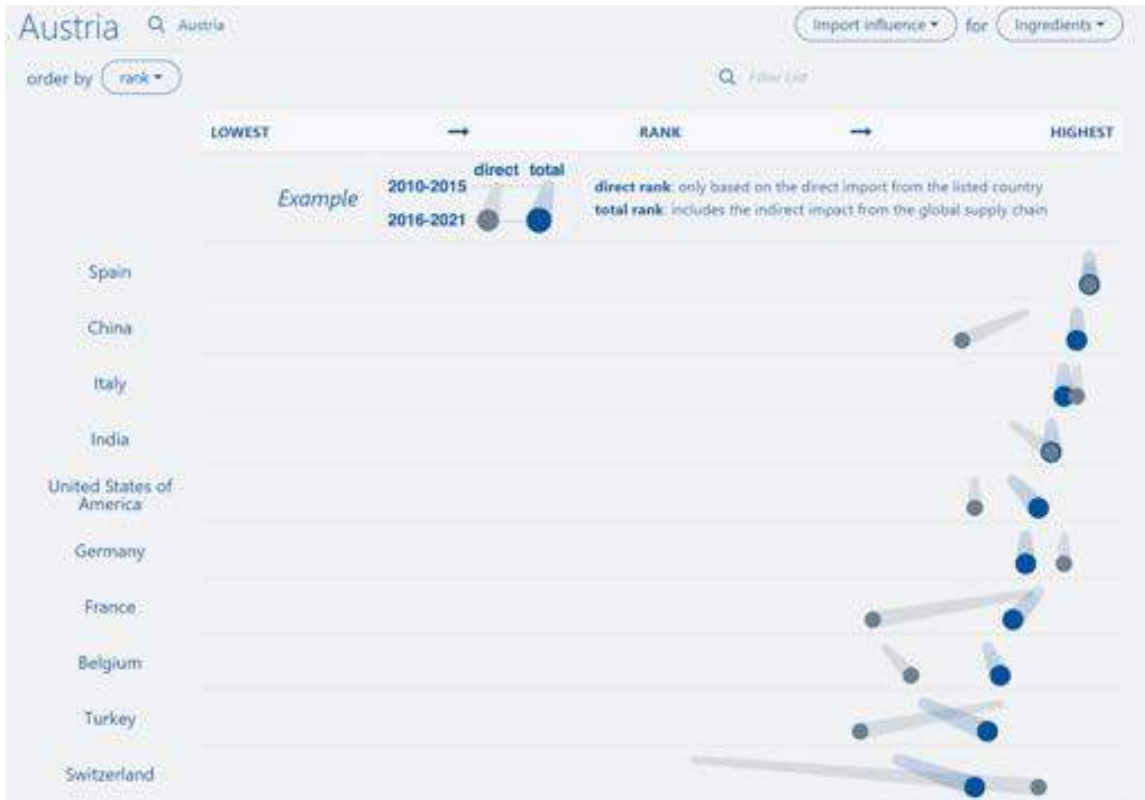 Austria Austria Import influence for Ingredients
order by rank Filter List
LOWEST → RANK → HIGHEST
direct total
Example 2010-2015 direct rank: only based on the direct import from the listed country
2016-2021 total rank: includes the indirect impact from the global supply chain
Spain
China
Italy
India
United States of
America
Germany
France
Belgium
Turkey
Switzerland